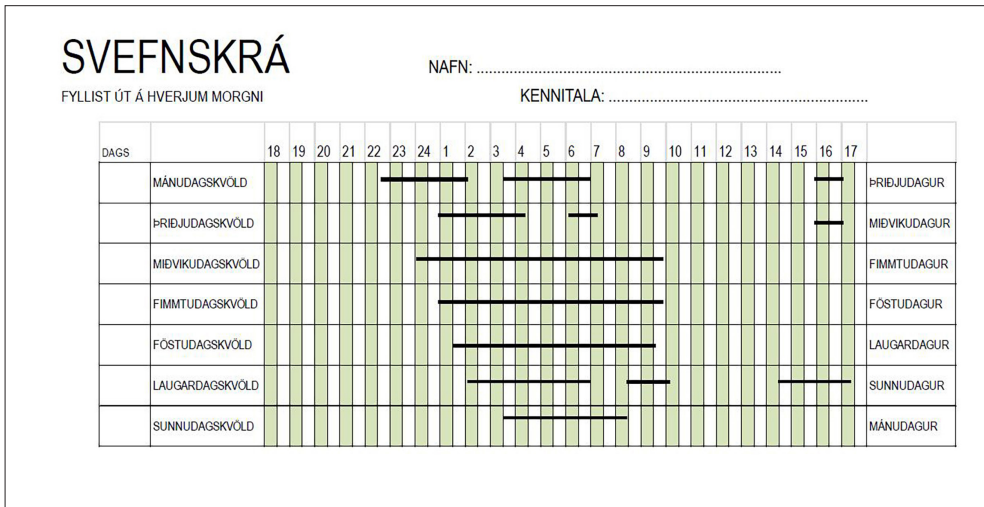 SVEFNSKRÁ
NAFN: ..........................................................................
FYLLIST ÚT Á HVERJUM MORGNI
KENNITALA: ...............................................................
DAGS 18 19 20 21 22 23 24 1 2 3 4 5 6 7 8 9 10 11 12 13 14 15 16 17
MÁNUDAGSKVÖLD ÞRIÐJUDAGUR
ÞRIÐJUDAGSKVÖLD MIÐVIKUDAGUR
MIÐVIKUDAGSKVÖLD FIMMTUDAGUR
FIMMTUDAGSKVÖLD FÖSTUDAGUR
FÖSTUDAGSKVÖLD LAUGARDAGUR
LAUGARDAGSKVÖLD SUNNUDAGUR
SUNNUDAGSKVÖLD MÁNUDAGUR